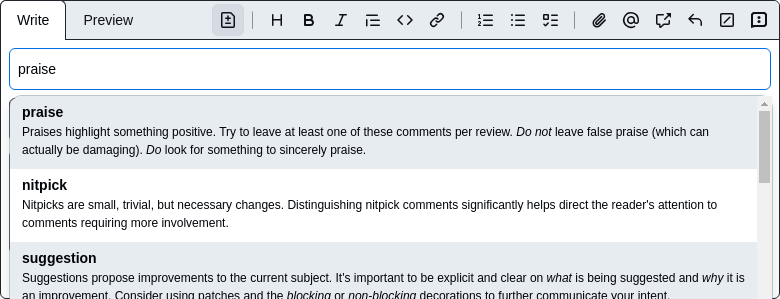 Write Preview
praise
praise
Praises highlight something positive. Try to leave at least one of these comments per review. Do not leave false praise (which can
actually be damaging). Do look for something to sincerely praise.
nitpick
Nitpicks are small, trivial, but necessary changes. Distinguishing nitpick comments significantly helps direct the reader's attention to
comments requiring more involvement.
suggestion
Suggestions propose improvements to the current subject. It's important to be explicit and clear on what is being suggested and why it is
an improvement. Consider using patches and the blocking or non-blocking decorations to further communicate your intent.